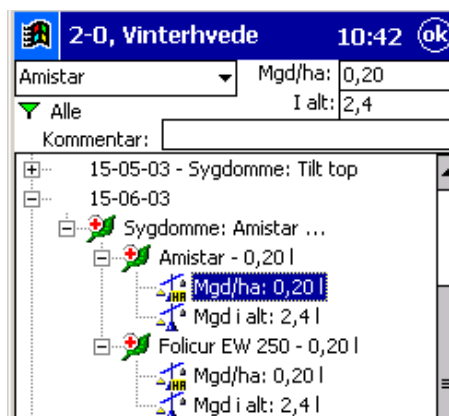 2-0, Vinterhvede 10:42 ok
Amistar Mgd/ha: 0,20
Alle I alt: 2,4
Kommentar:
15-05-03 - Sygdomme: Tilt top
15-06-03
Sygdomme: Amistar ...
Amistar - 0,20 l
HA Mgd/ha: 0,20 l
Mgd i alt: 2,4 l
Folicur EW 250 - 0,20 l
HA Mgd/ha: 0,20 l
Mgd i alt: 2,4 l